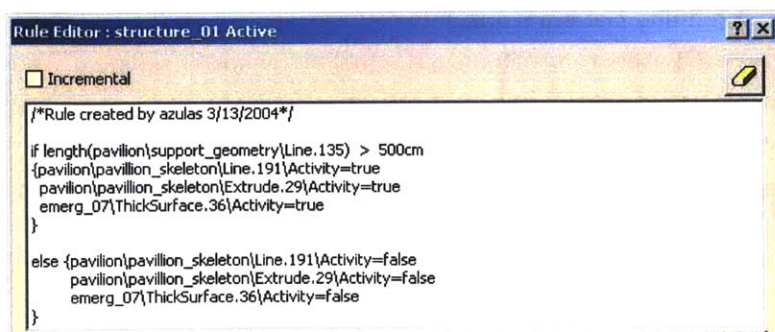 Rule Editor : structure_01 Active
Incremental
/*Rule created by azulas 3/13/2004*/
if length(pavilion\support_geometry\Line.135) > 500cm
{pavilion\pavillion_skeleton\Line.191\Activity=true
pavilion\pavillion_skeleton\Extrude.29\Activity=true
emerg_07\ThickSurface.36\Activity=true
}
else {pavilion\pavillion_skeleton\Line.191\Activity=false
pavilion\pavillion_skeleton\Extrude.29\Activity=false
emerg_07\ThickSurface.36\Activity=false
}